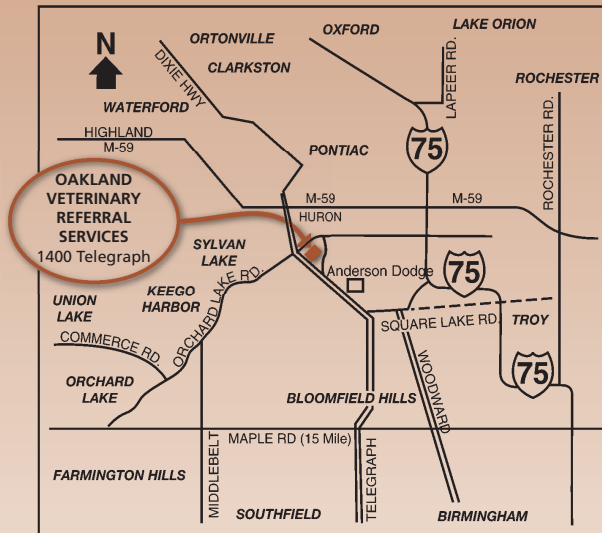 LAKE ORION
OXFORD
ORTONVILLE
N
CLARKSTON
DIXIE HWY
LAPEER RD.
ROCHESTER
WATERFORD
ROCHESTER RD.
HIGHLAND
M-59
PONTIAC
75
OAKLAND
VETERINARY
REFERRAL
SERVICES
1400 Telegraph
M-59
M-59
HURON
SYLVAN
LAKE
Anderson Dodge
75
ORCHARD LAKE RD.
KEEGO
HARBOR
UNION
LAKE
SQUARE LAKE RD.
TROY
COMMERCE RD.
WOODWARD
75
ORCHARD
LAKE
BLOOMFIELD HILLS
MAPLE RD (15 Mile)
MIDDLEBELT
TELEGRAPH
FARMINGTON HILLS
SOUTHFIELD
BIRMINGHAM